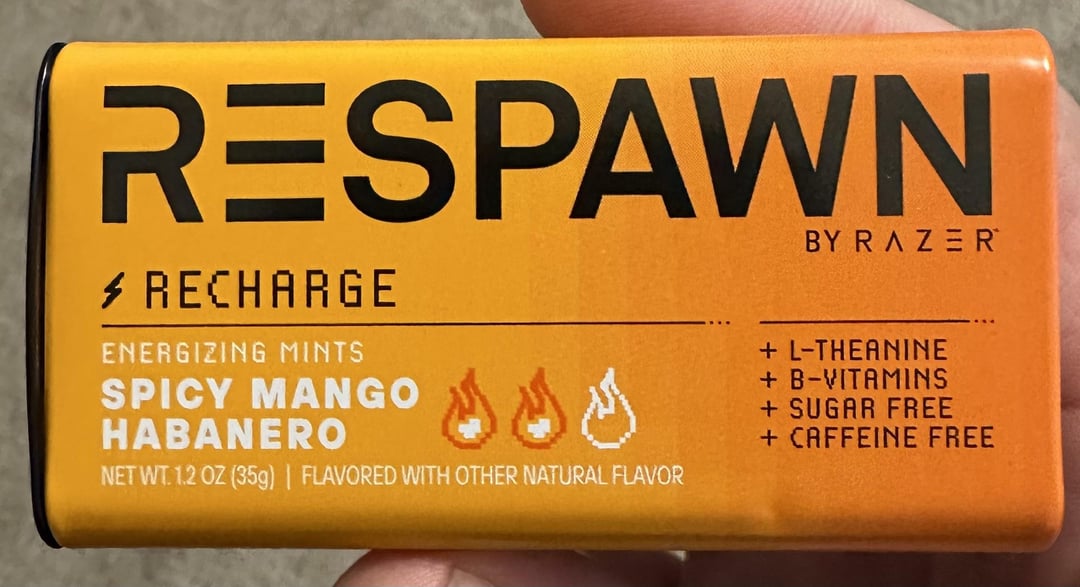 RESPAWN
BY RAZER™
RECHARGE
ENERGIZING MINTS
SPICY MANGO
HABANERO
NET WT. 1.2 OZ (35g) | FLAVORED WITH OTHER NATURAL FLAVOR
+ L-THEANINE
+ B-VITAMINS
+ SUGAR FREE
+ CAFFEINE FREE